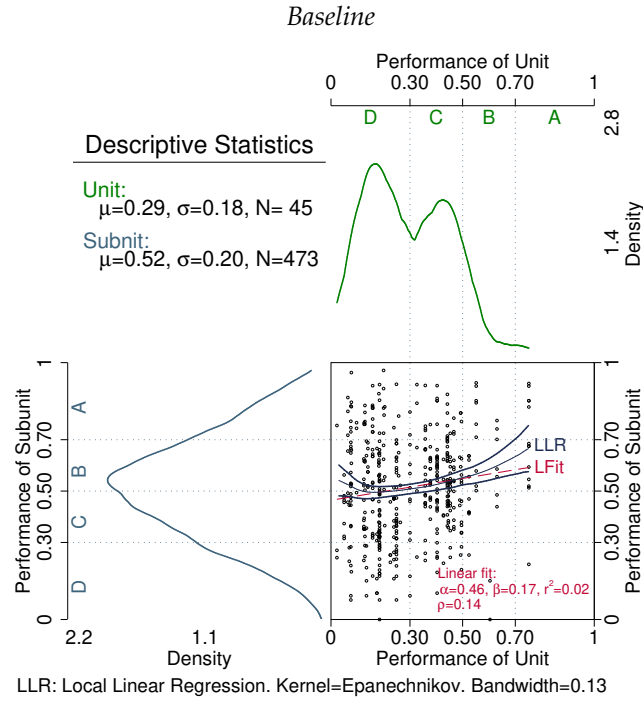 Baseline
Performance of Unit
0 0.30 0.50 0.70 1
D C B A
2.8
1.4
Density
Descriptive Statistics
Unit:
μ=0.29, σ=0.18, N= 45
Subnit:
μ=0.52, σ=0.20, N=473
Performance of Subunit
1
0.70
0.50
0.30
0
A
B
C
D
2.2 1.1
Density
LLR
LFit
Linear fit:
α=0.46, β=0.17, r²=0.02
ρ=0.14
1
0.70
0.50
0.30
0
Performance of Subunit
0 0.30 0.50 0.70 1
Performance of Unit
LLR: Local Linear Regression. Kernel=Epanechnikov. Bandwidth=0.13